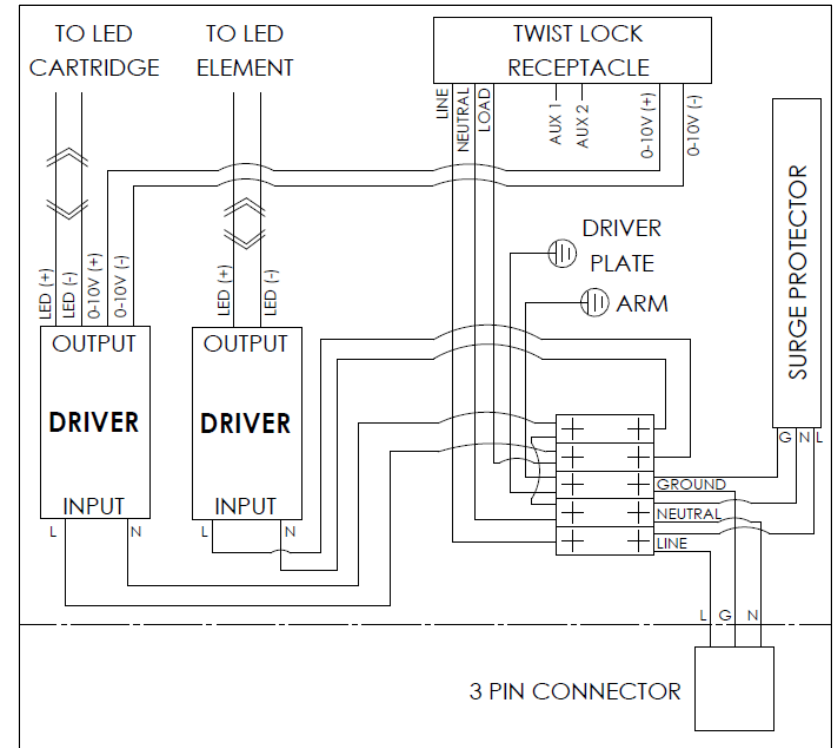 TO LED
CARTRIDGE
TO LED
ELEMENT
TWIST LOCK
RECEPTACLE
LINE
NEUTRAL
LOAD
AUX 1
AUX 2
0-10V (+)
0-10V (-)
SURGE PROTECTOR
G N L
DRIVER
PLATE
ARM
LED (+)
LED (-)
0-10V (+)
0-10V (-)
LED (+)
LED (-)
OUTPUT
DRIVER
INPUT
L
N
OUTPUT
DRIVER
INPUT
L
N
GROUND
NEUTRAL
LINE
L G N
3 PIN CONNECTOR